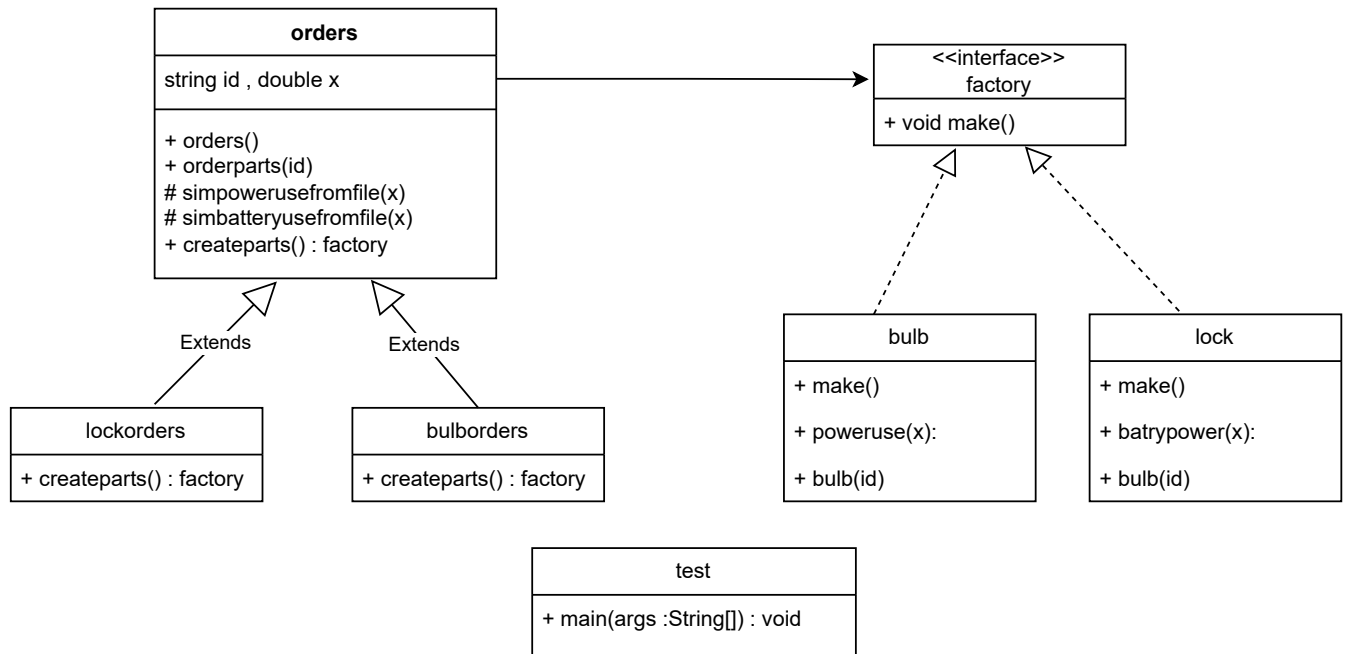 orders
string id , double x
+ orders()
+ orderparts(id)
# simpowerusefromfile(x)
# simbatteryusefromfile(x)
+ createparts() : factory
<<interface>>
factory
+ void make()
Extends
Extends
lockorders
+ createparts() : factory
bulborders
+ createparts() : factory
bulb
+ make()
+ poweruse(x):
+ bulb(id)
lock
+ make()
+ batrypower(x):
+ bulb(id)
test
+ main(args :String[]) : void